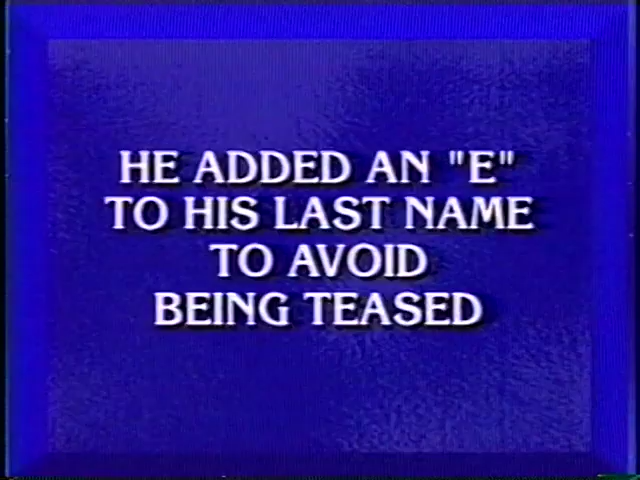 HE ADDED AN "E"
TO HIS LAST NAME
TO AVOID
BEING TEASED